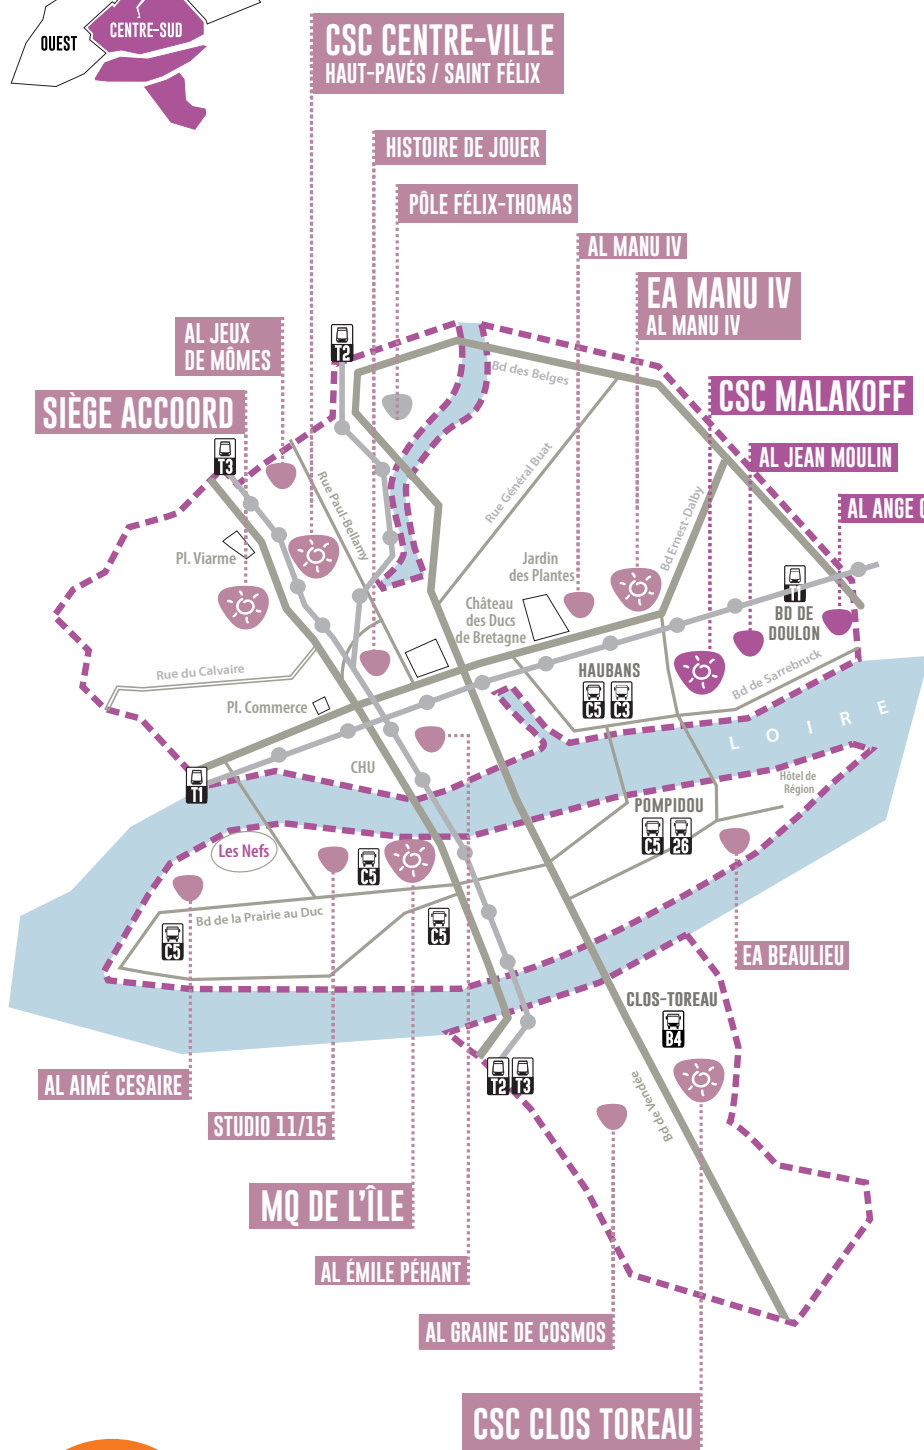 OUEST
CENTRE-SUD
CSC CENTRE-VILLE
HAUT-PAVÉS / SAINT FÉLIX
HISTOIRE DE JOUER
PÔLE FÉLIX-THOMAS
AL MANU IV
EA MANU IV
AL MANU IV
AL JEUX
DE MÔMES
T2
Bd des Belges
CSC MALAKOFF
SIÈGE ACCOORD
T3
AL JEAN MOULIN
Rue Paul-Bellamy
Rue Général Buat
Bd Ernest-Dalby
AL ANGE
Pl. Viarme
Jardin
des Plantes
T1
BD DE
DOULON
Château
des Ducs
de Bretagne
Rue du Calvaire
HAUBANS
C5 C3
Bd de Sarrebruck
Pl. Commerce
LOIRE
CHU
T1
Hôtel de
Région
POMPIDOU
C5 26
Les Nefs
C5
Bd de la Prairie au Duc
C5
C5
EA BEAULIEU
CLOS-TOREAU
B4
T2 T3
Bd de Vendée
AL AIMÉ CESAIRE
STUDIO 11/15
MQ DE L'ÎLE
AL ÉMILE PÉHANT
AL GRAINE DE COSMOS
CSC CLOS TOREAU